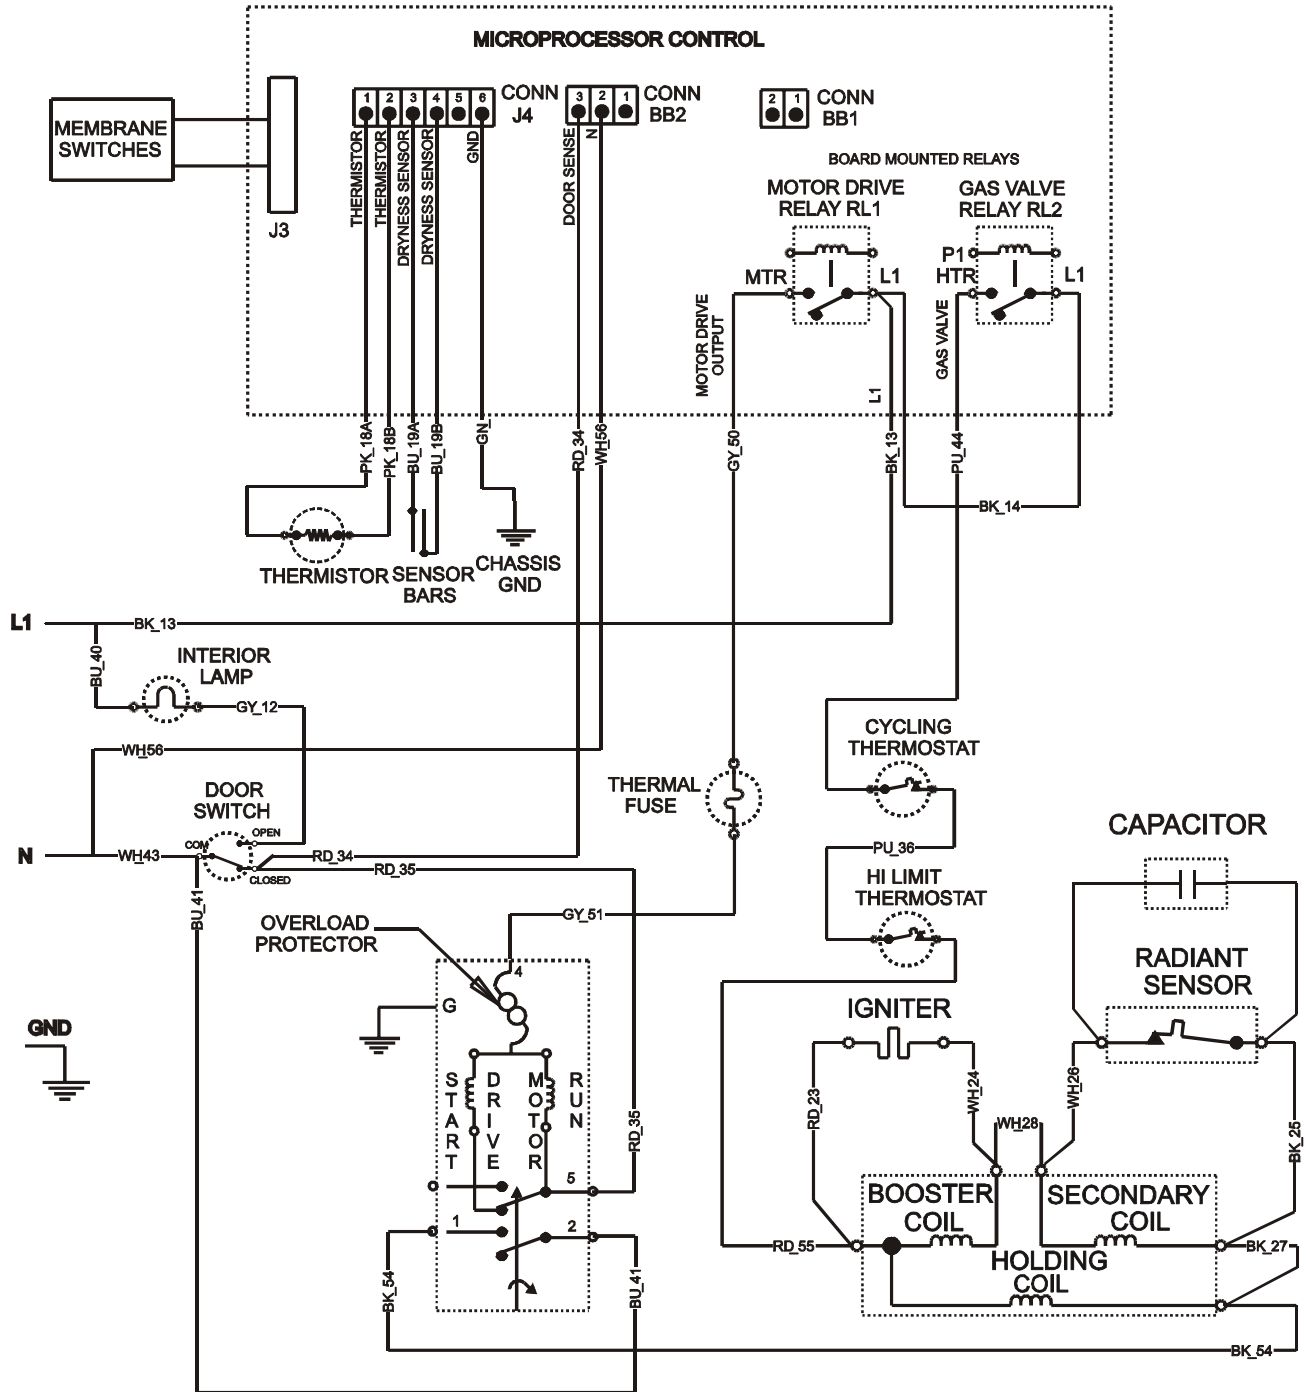 MICROPROCESSOR CONTROL
MEMBRANE
SWITCHES
J3
1 2 3 4 5 6
CONN
J4
3 2 1
CONN
BB2
2 1
CONN
BB1
THERMISTOR
THERMISTOR
DRYNESS SENSOR
DRYNESS SENSOR
GND
DOOR SENSE
N
BOARD MOUNTED RELAYS
MOTOR DRIVE
RELAY RL1
GAS VALVE
RELAY RL2
MTR
L1
P1
HTR
L1
MOTOR DRIVE
OUTPUT
L1
GAS VALVE
PK_18A
PK_18B
BU_19A
BU_19B
GN_
RD_34
WH56
GY_50
BK_13
PU_44
BK_14
THERMISTOR
SENSOR
BARS
CHASSIS
GND
L1
BK_13
BU_40
INTERIOR
LAMP
GY_12
WH56
DOOR
SWITCH
COM
OPEN
CLOSED
N
WH43
RD_34
RD_35
BU_41
THERMAL
FUSE
CYCLING
THERMOSTAT
PU_36
HI LIMIT
THERMOSTAT
CAPACITOR
RADIANT
SENSOR
GY_51
OVERLOAD
PROTECTOR
4
G
GND
IGNITER
START
DRIVE
MOTOR
RUN
RD_35
RD_23
WH24
WH28
WH26
BK_25
5
1
2
BOOSTER
COIL
SECONDARY
COIL
RD_55
BK_27
HOLDING
COIL
BK_54
BU_41
BK_54